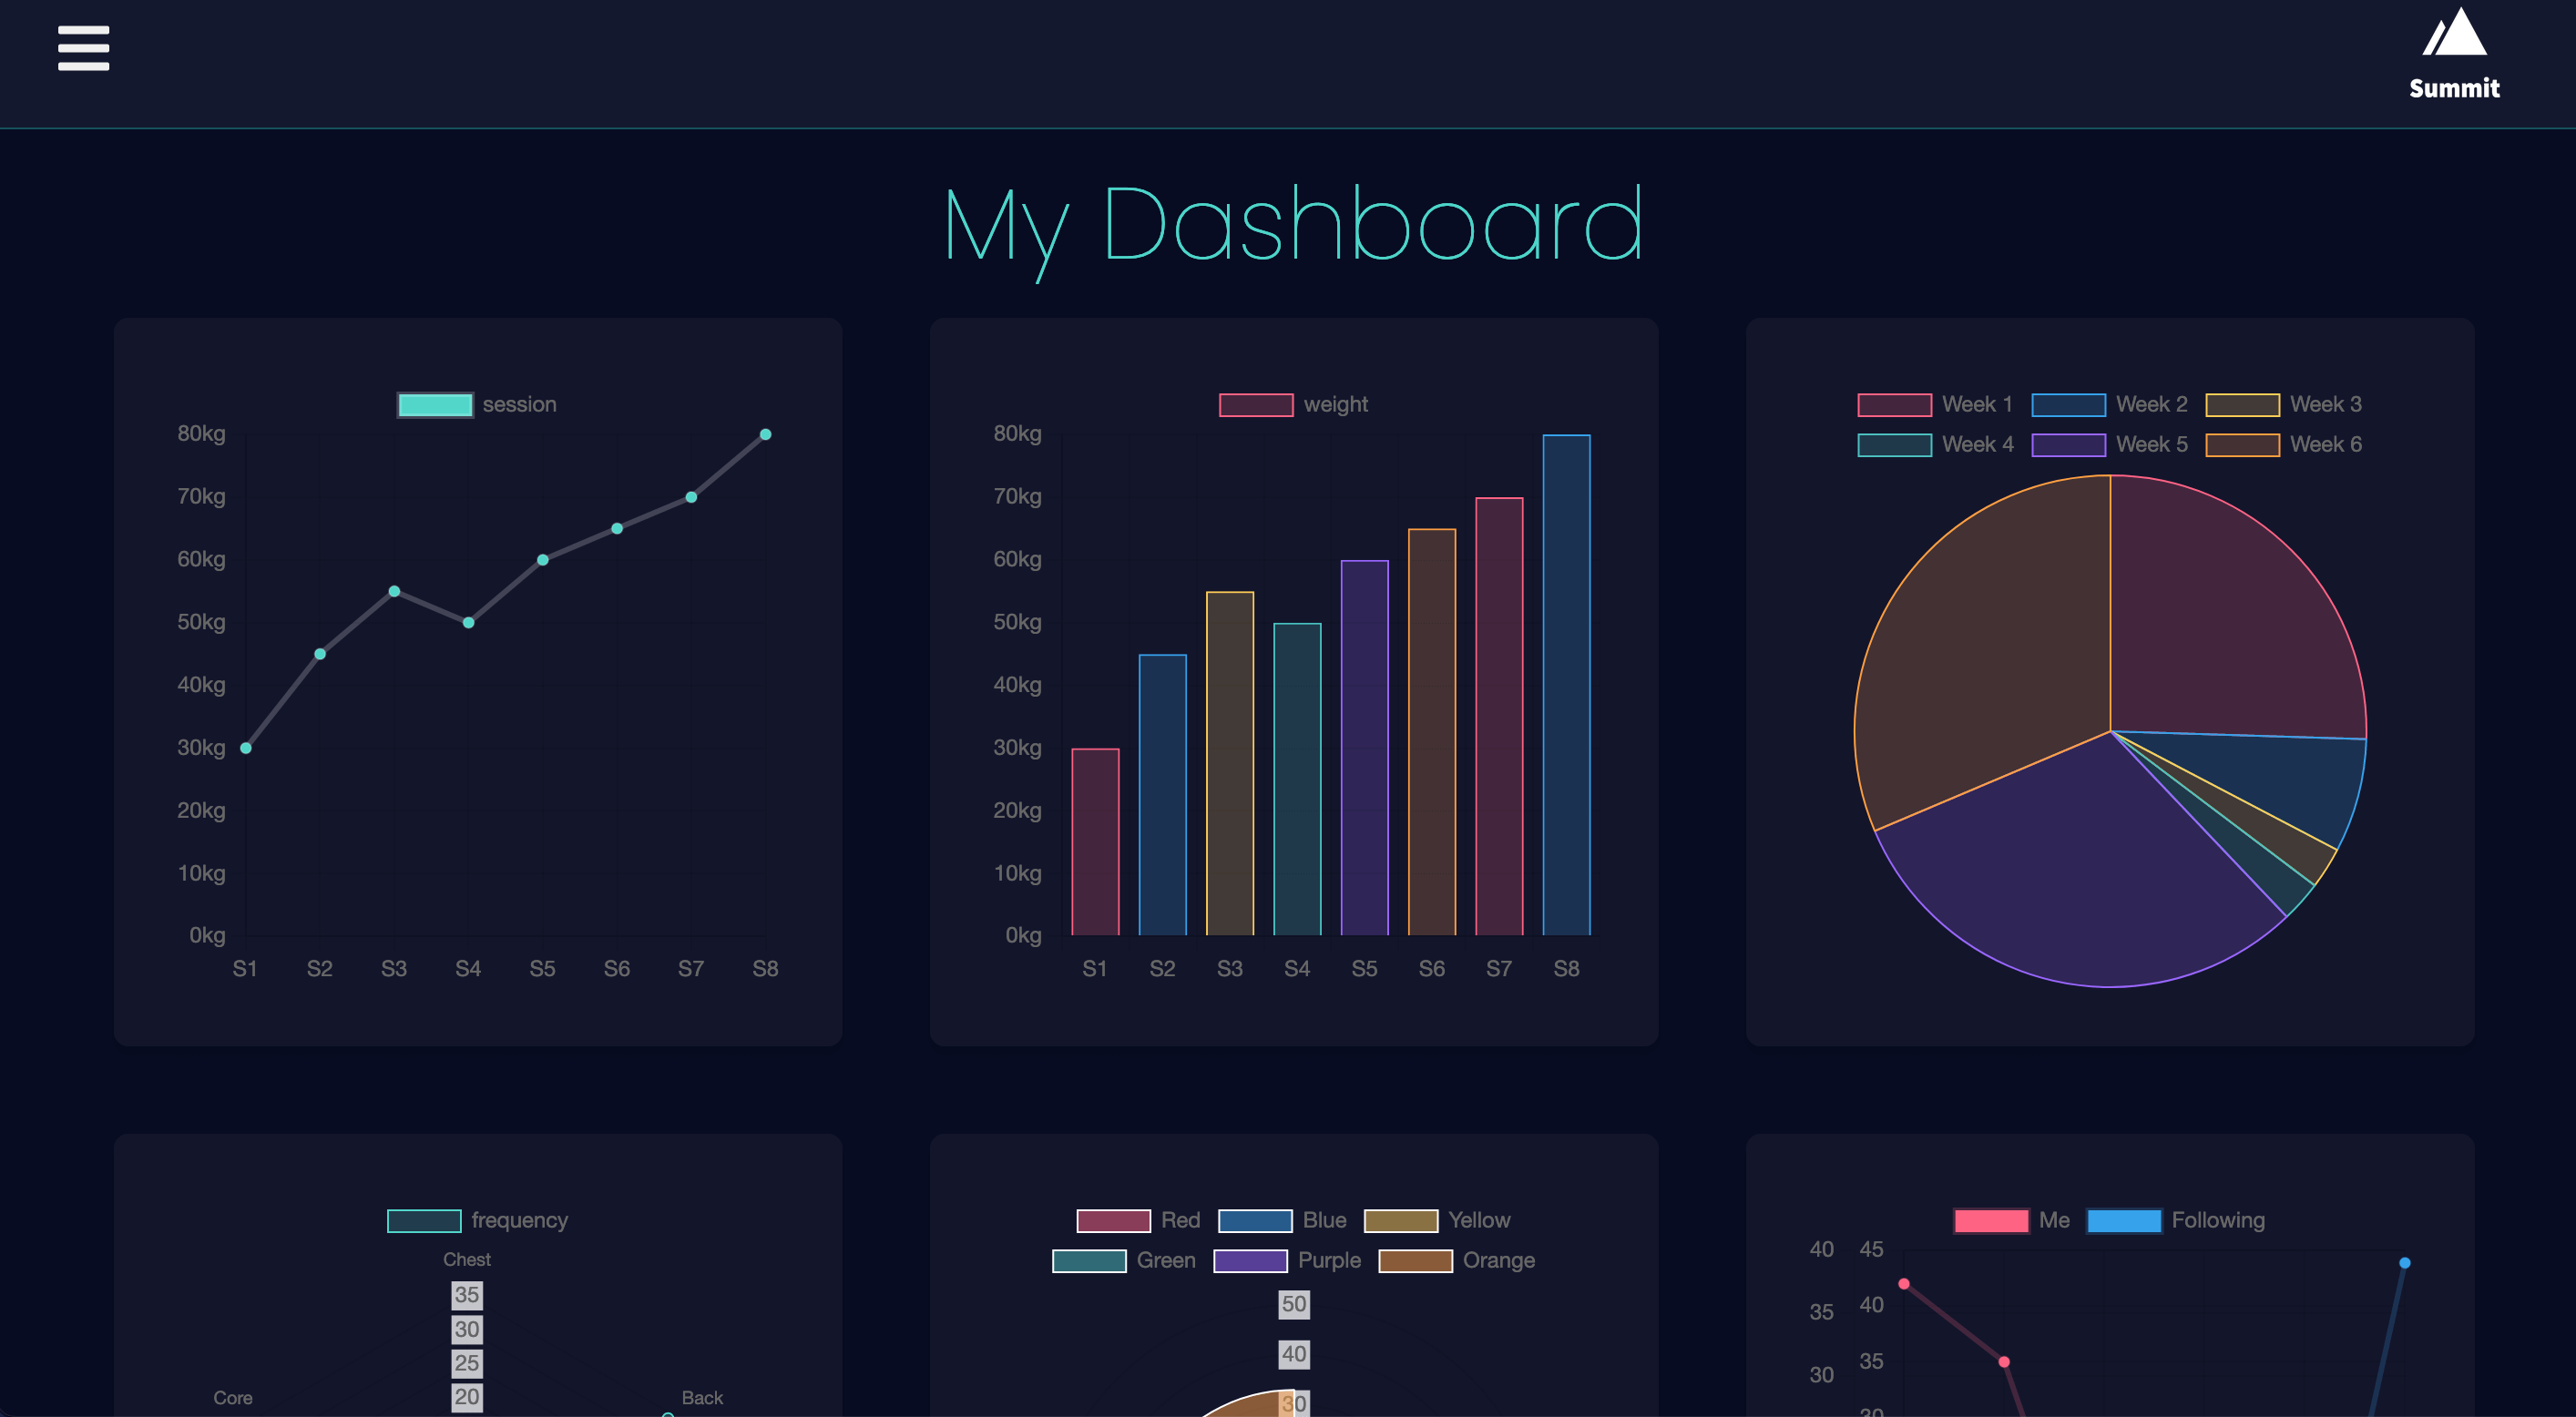 Summit
My Dashboard
session
80kg
70kg
60kg
50kg
40kg
30kg
20kg
10kg
0kg
S1 S2 S3 S4 S5 S6 S7 S8
weight
80kg
70kg
60kg
50kg
40kg
30kg
20kg
10kg
0kg
S1 S2 S3 S4 S5 S6 S7 S8
Week 1 Week 2 Week 3
Week 4 Week 5 Week 6
frequency
Chest
35
30
25
20
Core Back
Red Blue Yellow
Green Purple Orange
50
40
30
Me Following
40 45
35 40
30 35
30